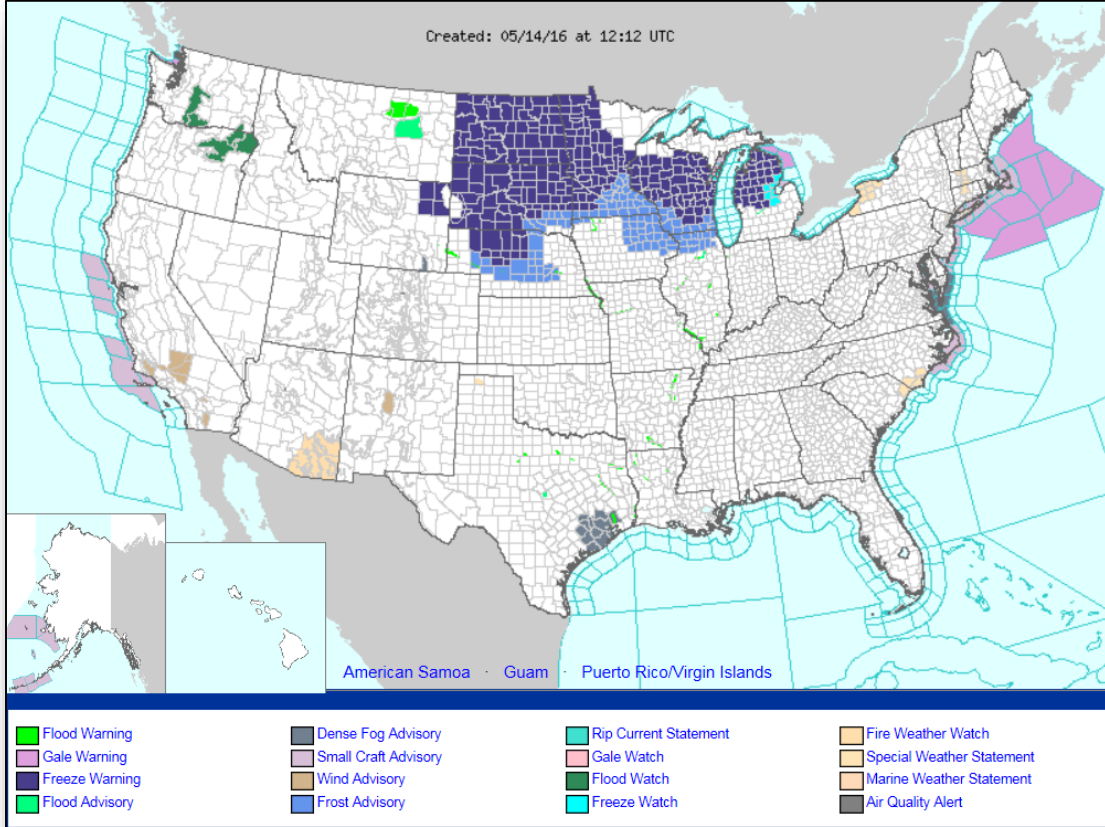 Created: 05/14/16 at 12:12 UTC
American Samoa · Guam · Puerto Rico/Virgin Islands
Flood Warning
Gale Warning
Freeze Warning
Flood Advisory
Dense Fog Advisory
Small Craft Advisory
Wind Advisory
Frost Advisory
Rip Current Statement
Gale Watch
Flood Watch
Freeze Watch
Fire Weather Watch
Special Weather Statement
Marine Weather Statement
Air Quality Alert